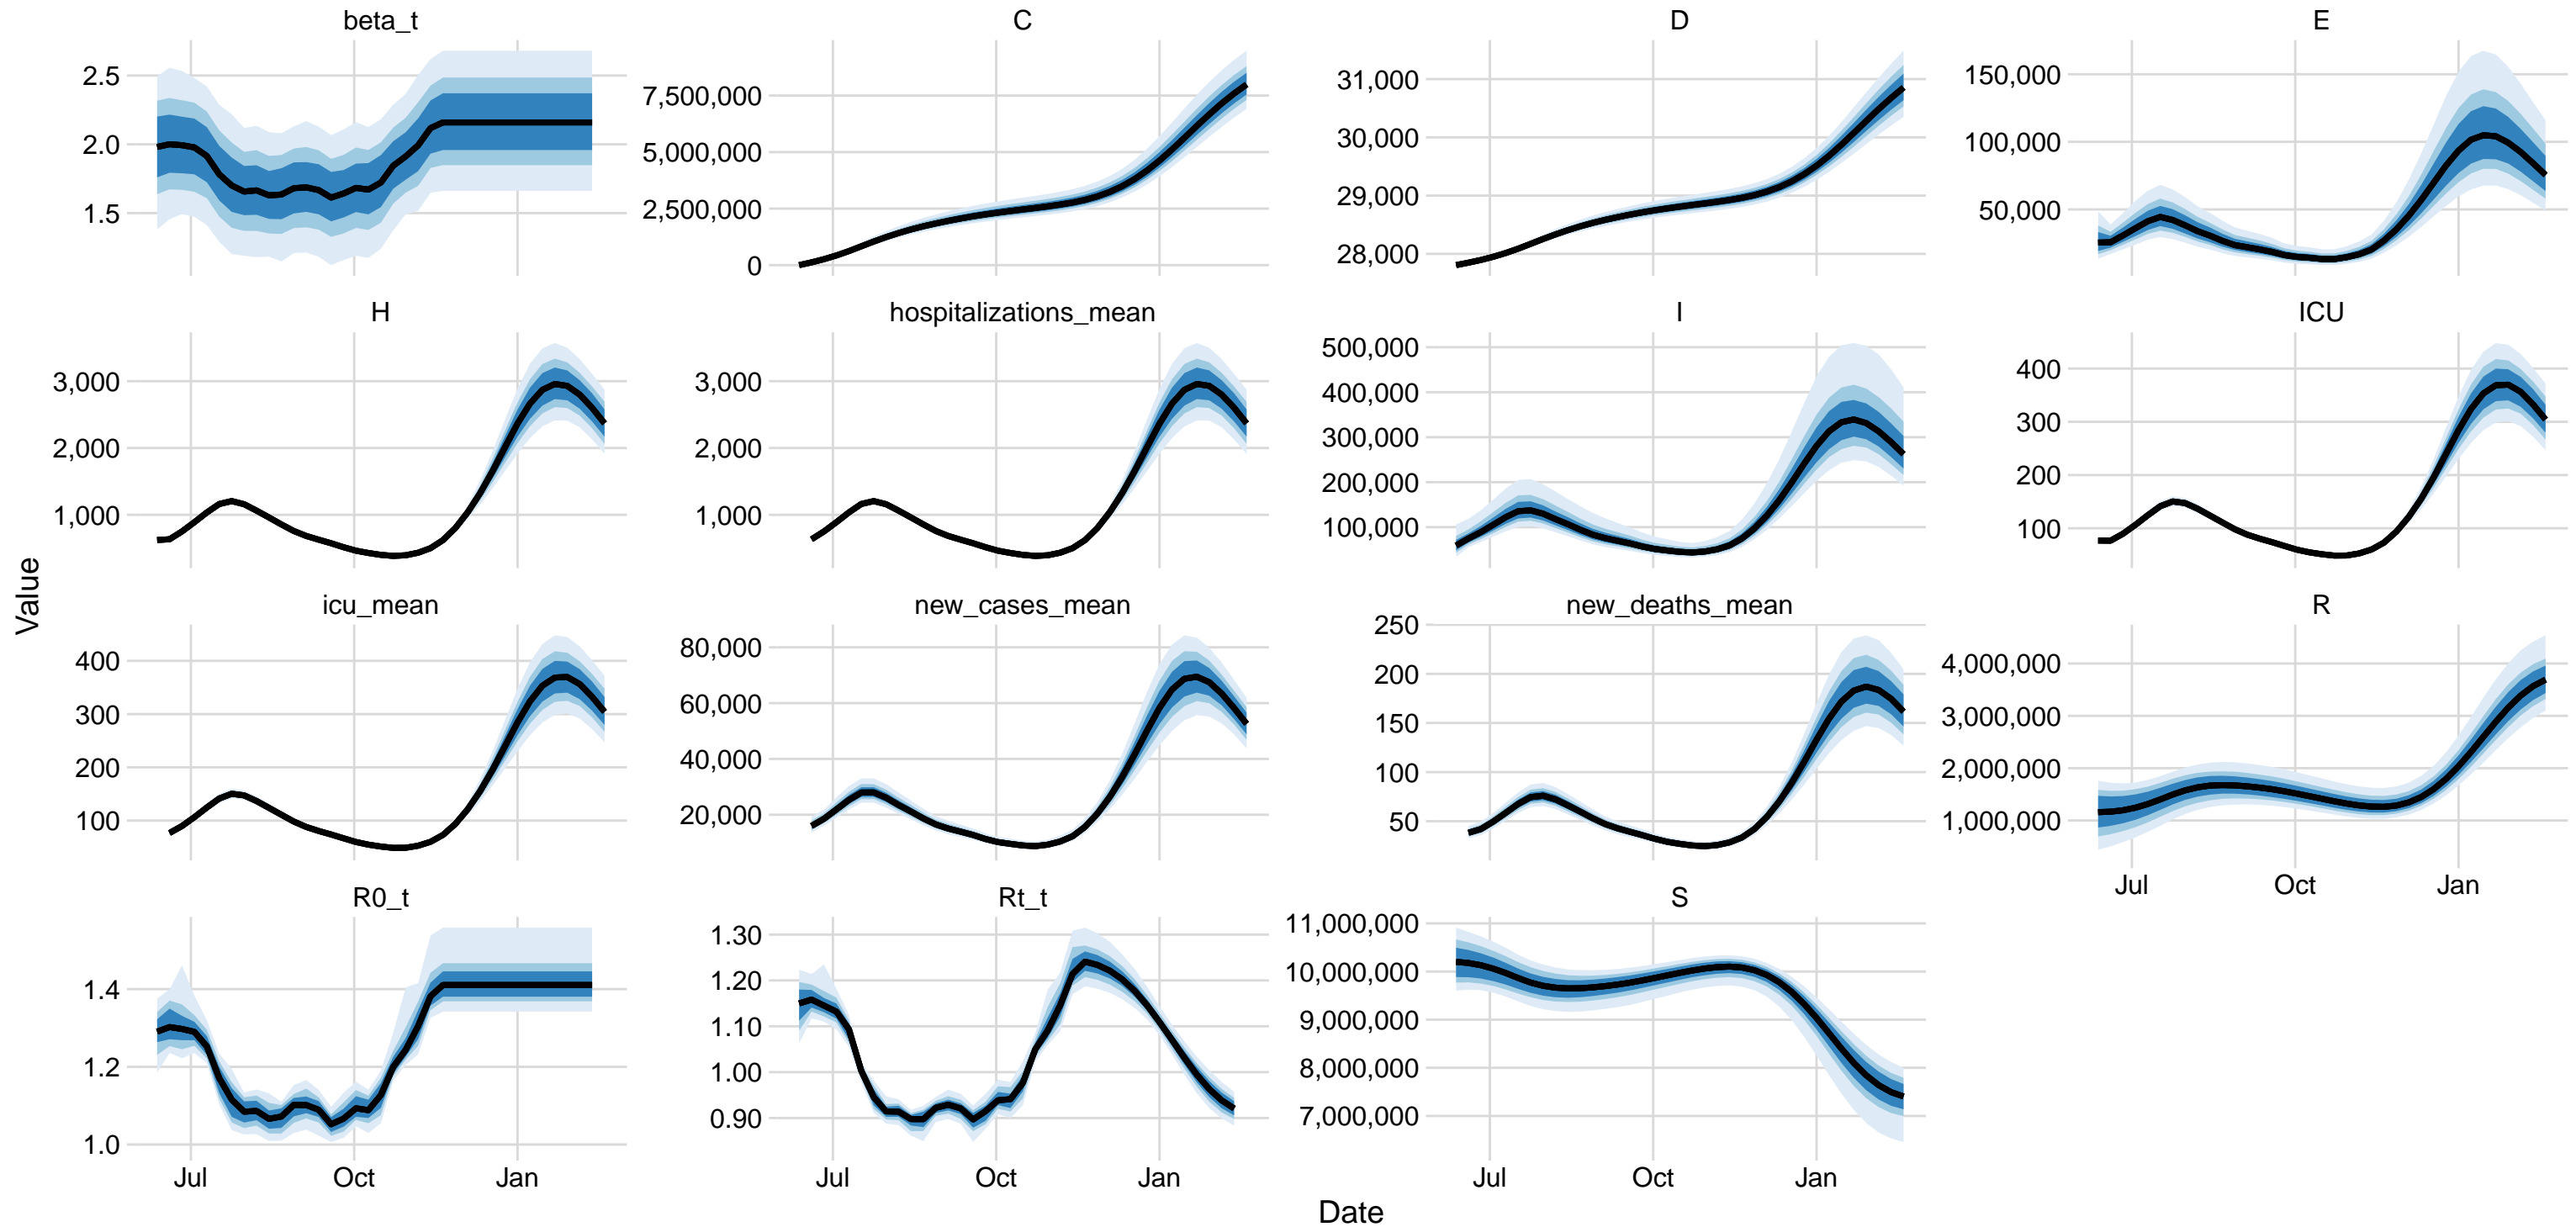 beta_t
C
D
E
2.5
2.0
1.5
7,500,000
5,000,000
2,500,000
0
31,000
30,000
29,000
28,000
150,000
100,000
50,000
H
hospitalizations_mean
I
ICU
3,000
2,000
1,000
3,000
2,000
1,000
500,000
400,000
300,000
200,000
100,000
400
300
200
100
Value
icu_mean
new_cases_mean
new_deaths_mean
R
400
300
200
100
80,000
60,000
40,000
20,000
250
200
150
100
50
4,000,000
3,000,000
2,000,000
1,000,000
Jul Oct Jan
R0_t
Rt_t
S
1.4
1.2
1.0
1.30
1.20
1.10
1.00
0.90
11,000,000
10,000,000
9,000,000
8,000,000
7,000,000
Jul Oct Jan
Jul Oct Jan
Jul Oct Jan
Date